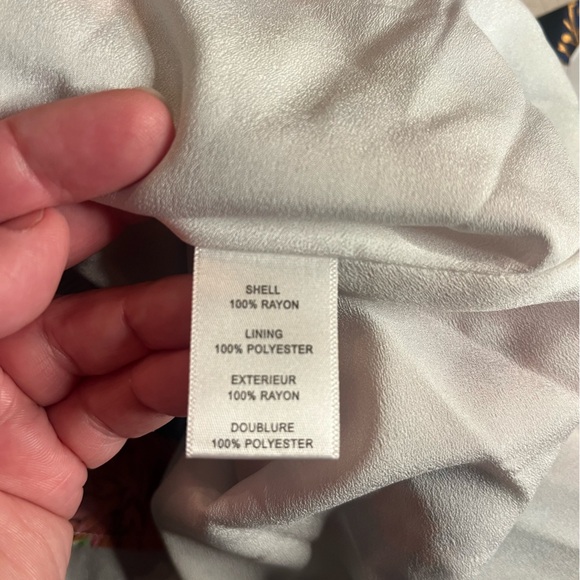 SHELL
100% RAYON
LINING
100% POLYESTER
EXTERIEUR
100% RAYON
DOUBLURE
100% POLYESTER